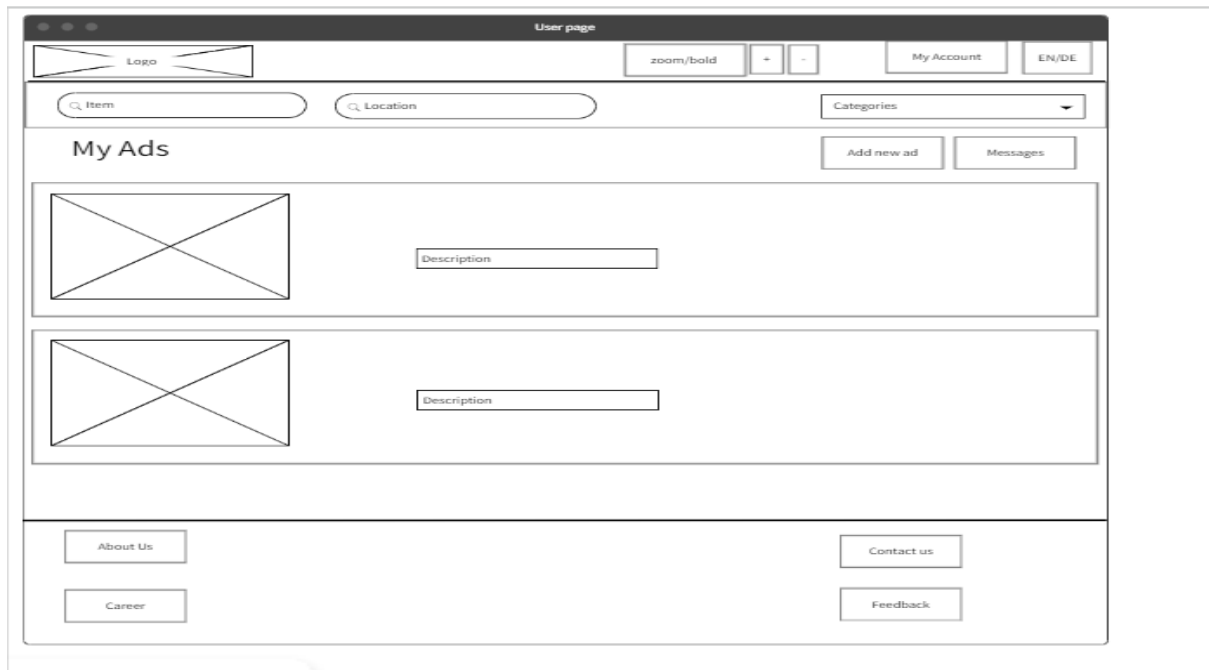 User page
Logo
zoom/bold
+
-
My Account
EN/DE
Item
Location
Categories
My Ads
Add new ad
Messages
Description
Description
About Us
Contact us
Career
Feedback